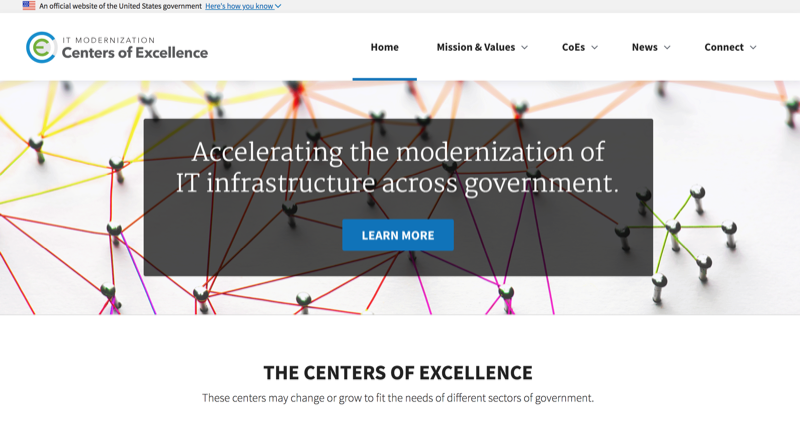 An official website of the United States government Here's how you know
IT MODERNIZATION
Centers of Excellence
Home
Mission & Values
CoEs
News
Connect
Accelerating the modernization of
IT infrastructure across government.
LEARN MORE
THE CENTERS OF EXCELLENCE
These centers may change or grow to fit the needs of different sectors of government.